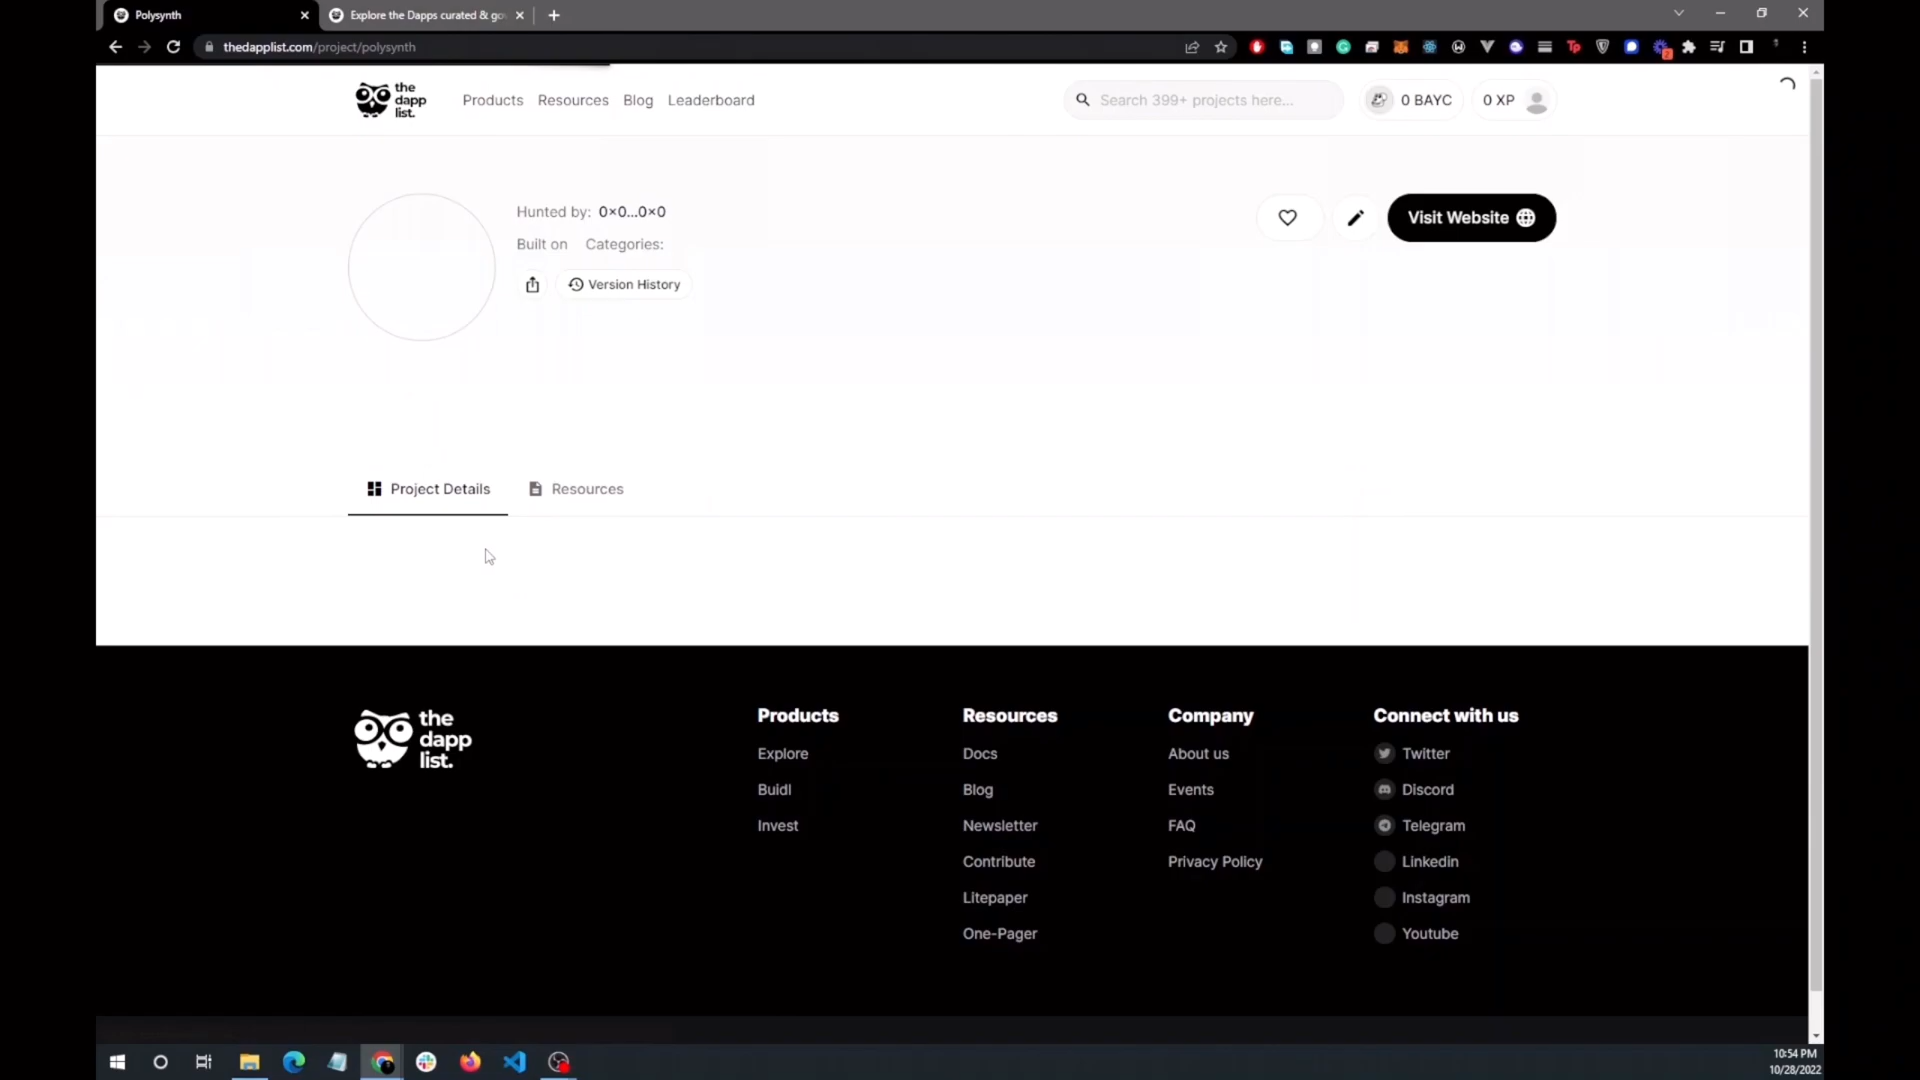 Polysynth
Explore the Dapps curated & go
thedapplist.com/project/polysynth
the
dapp
list.
Products
Resources
Blog
Leaderboard
Search 399+ projects here...
0 BAYC
0 XP
Hunted by: 0×0...0×0
Built on
Categories:
Visit Website
Version History
Project Details
Resources
the
dapp
list.
Products
Explore
Buidl
Invest
Resources
Docs
Blog
Newsletter
Contribute
Litepaper
One-Pager
Company
About us
Events
FAQ
Privacy Policy
Connect with us
Twitter
Discord
Telegram
Linkedin
Instagram
Youtube
10:54 PM
10/28/2022